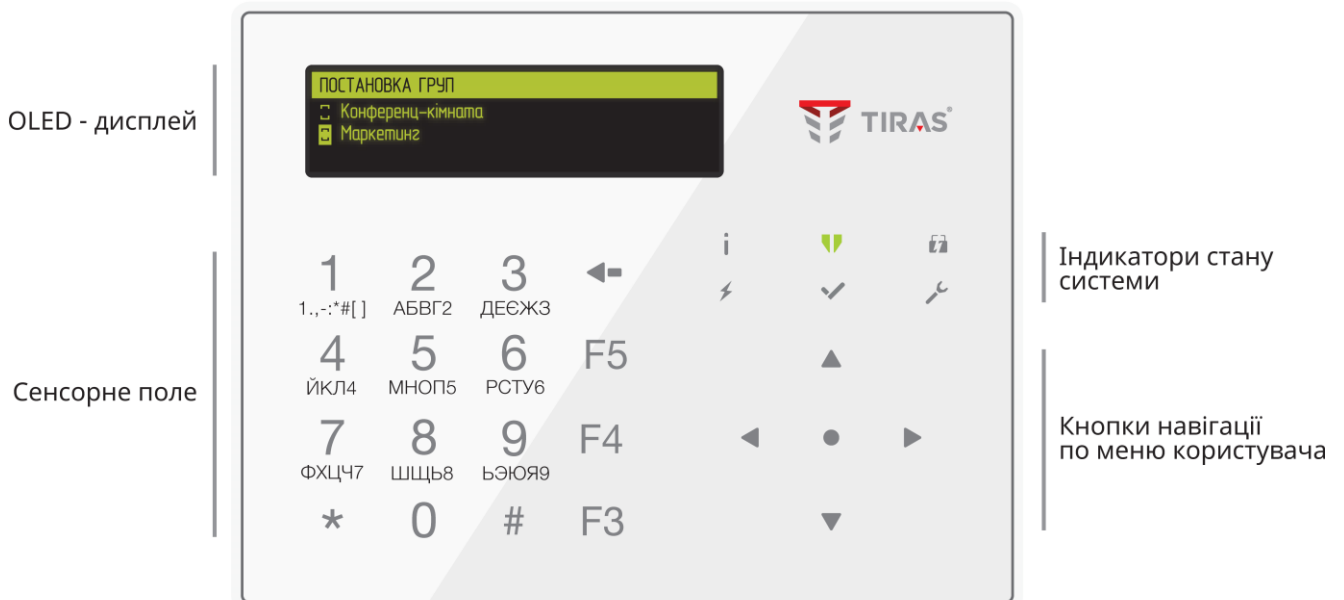 OLED - дисплей
ПОСТАНОВКА ГРУП
Конференц-кімната
Маркетинг
TIRAS®
Індикатори стану
системи
Сенсорне поле
1 2 3
1.,-:*#[ ] АБВГ2 ДЕЄЖЗ
4 5 6 F5
ЙКЛ4 МНОП5 РСТУ6
7 8 9 F4
ФХЦЧ7 ШЩЬ8 ЬЭЮЯ9
* 0 # F3
Кнопки навігації
по меню користувача